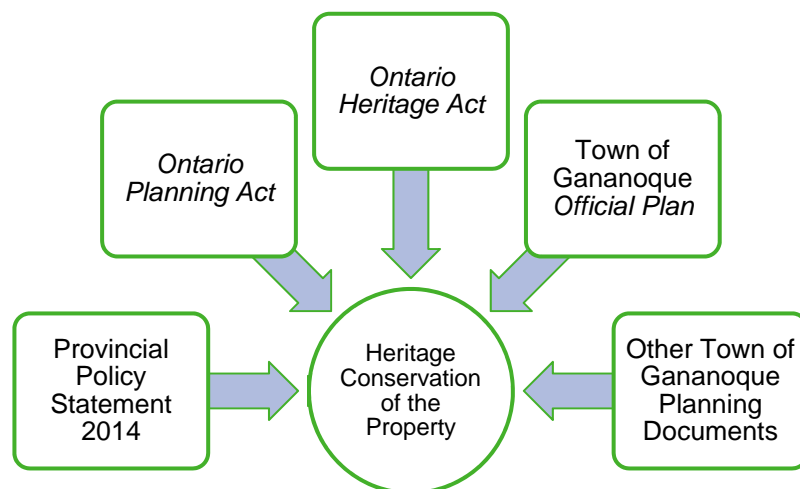 Ontario
Heritage Act
Ontario
Planning Act
Town of
Gananoque
Official Plan
Provincial
Policy
Statement
2014
Heritage
Conservation
of the
Property
Other Town of
Gananoque
Planning
Documents